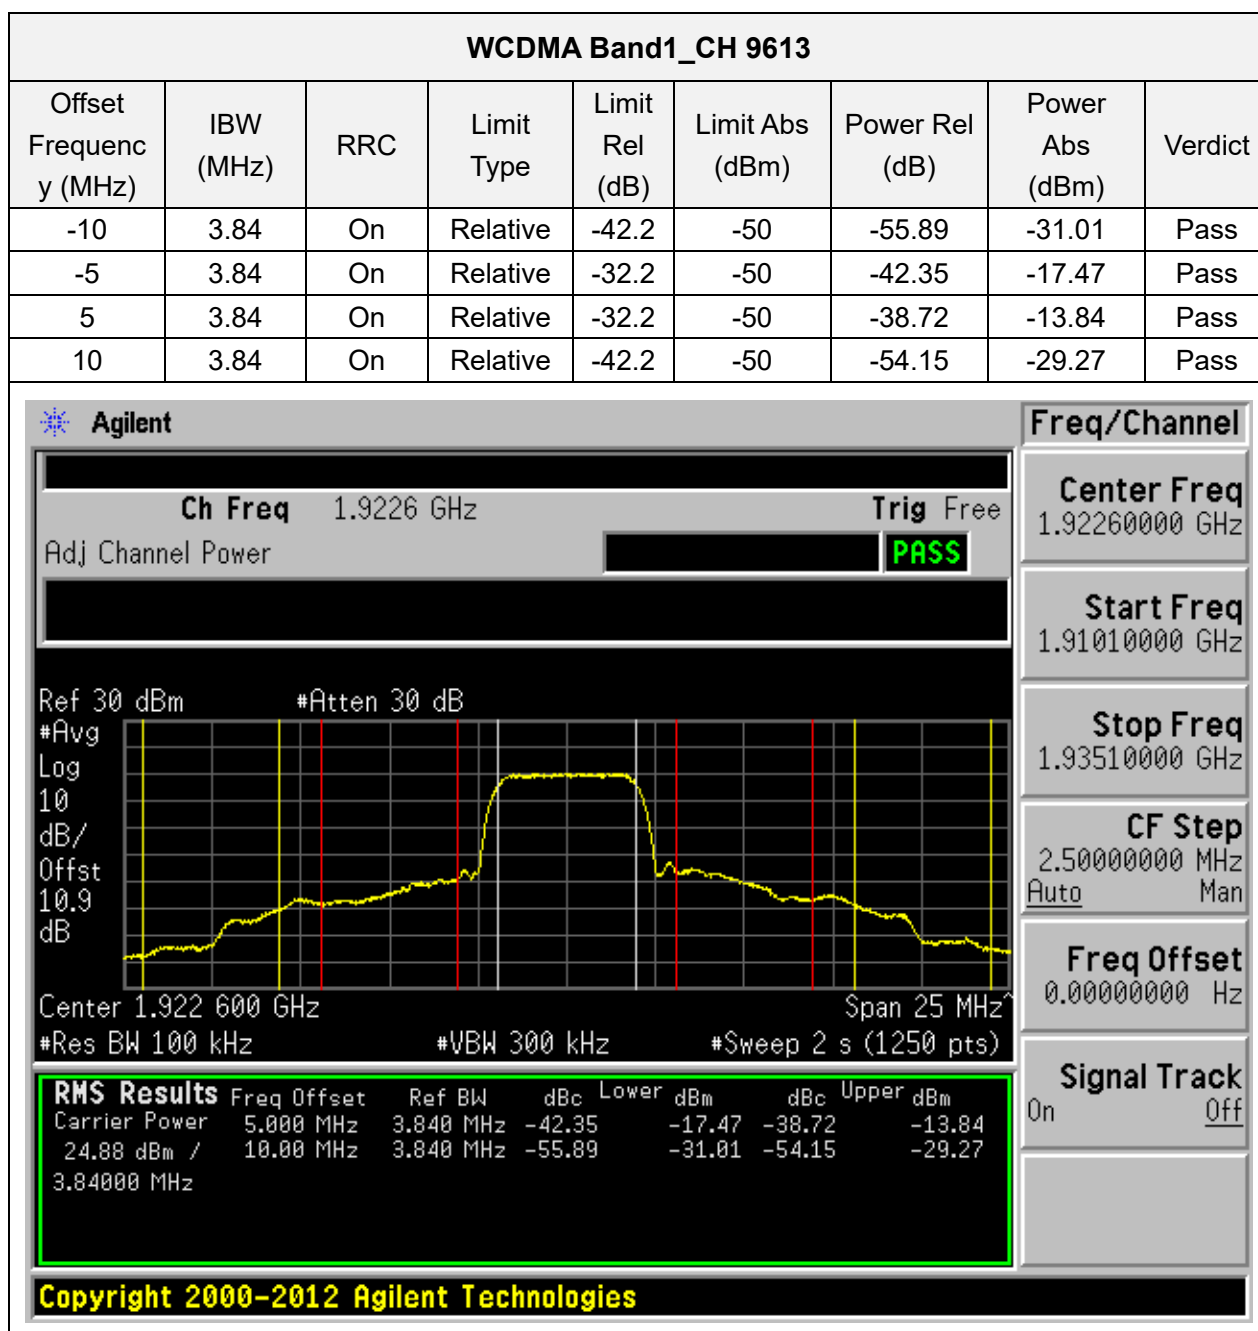 WCDMA Band1_CH 9613
Offset Frequenc y (MHz) IBW (MHz) RRC Limit Type Limit Rel (dB) Limit Abs (dBm) Power Rel (dB) Power Abs (dBm) Verdict
-10 3.84 On Relative -42.2 -50 -55.89 -31.01 Pass
-5 3.84 On Relative -32.2 -50 -42.35 -17.47 Pass
5 3.84 On Relative -32.2 -50 -38.72 -13.84 Pass
10 3.84 On Relative -42.2 -50 -54.15 -29.27 Pass
Agilent
Ch Freq 1.9226 GHz Trig Free
Adj Channel Power PASS
Ref 30 dBm #Atten 30 dB
#Avg
Log
10
dB/
Offst
10.9
dB
Center 1.922 600 GHz Span 25 MHz^
#Res BW 100 kHz #VBW 300 kHz #Sweep 2 s (1250 pts)
RMS Results Freq Offset Ref BW dBc Lower dBm dBc Upper dBm
Carrier Power 5.000 MHz 3.840 MHz -42.35 -17.47 -38.72 -13.84
24.88 dBm / 10.00 MHz 3.840 MHz -55.89 -31.01 -54.15 -29.27
3.84000 MHz
Freq/Channel
Center Freq
1.92260000 GHz
Start Freq
1.91010000 GHz
Stop Freq
1.93510000 GHz
CF Step
2.50000000 MHz
Auto Man
Freq Offset
0.00000000 Hz
Signal Track
On Off
Copyright 2000-2012 Agilent Technologies